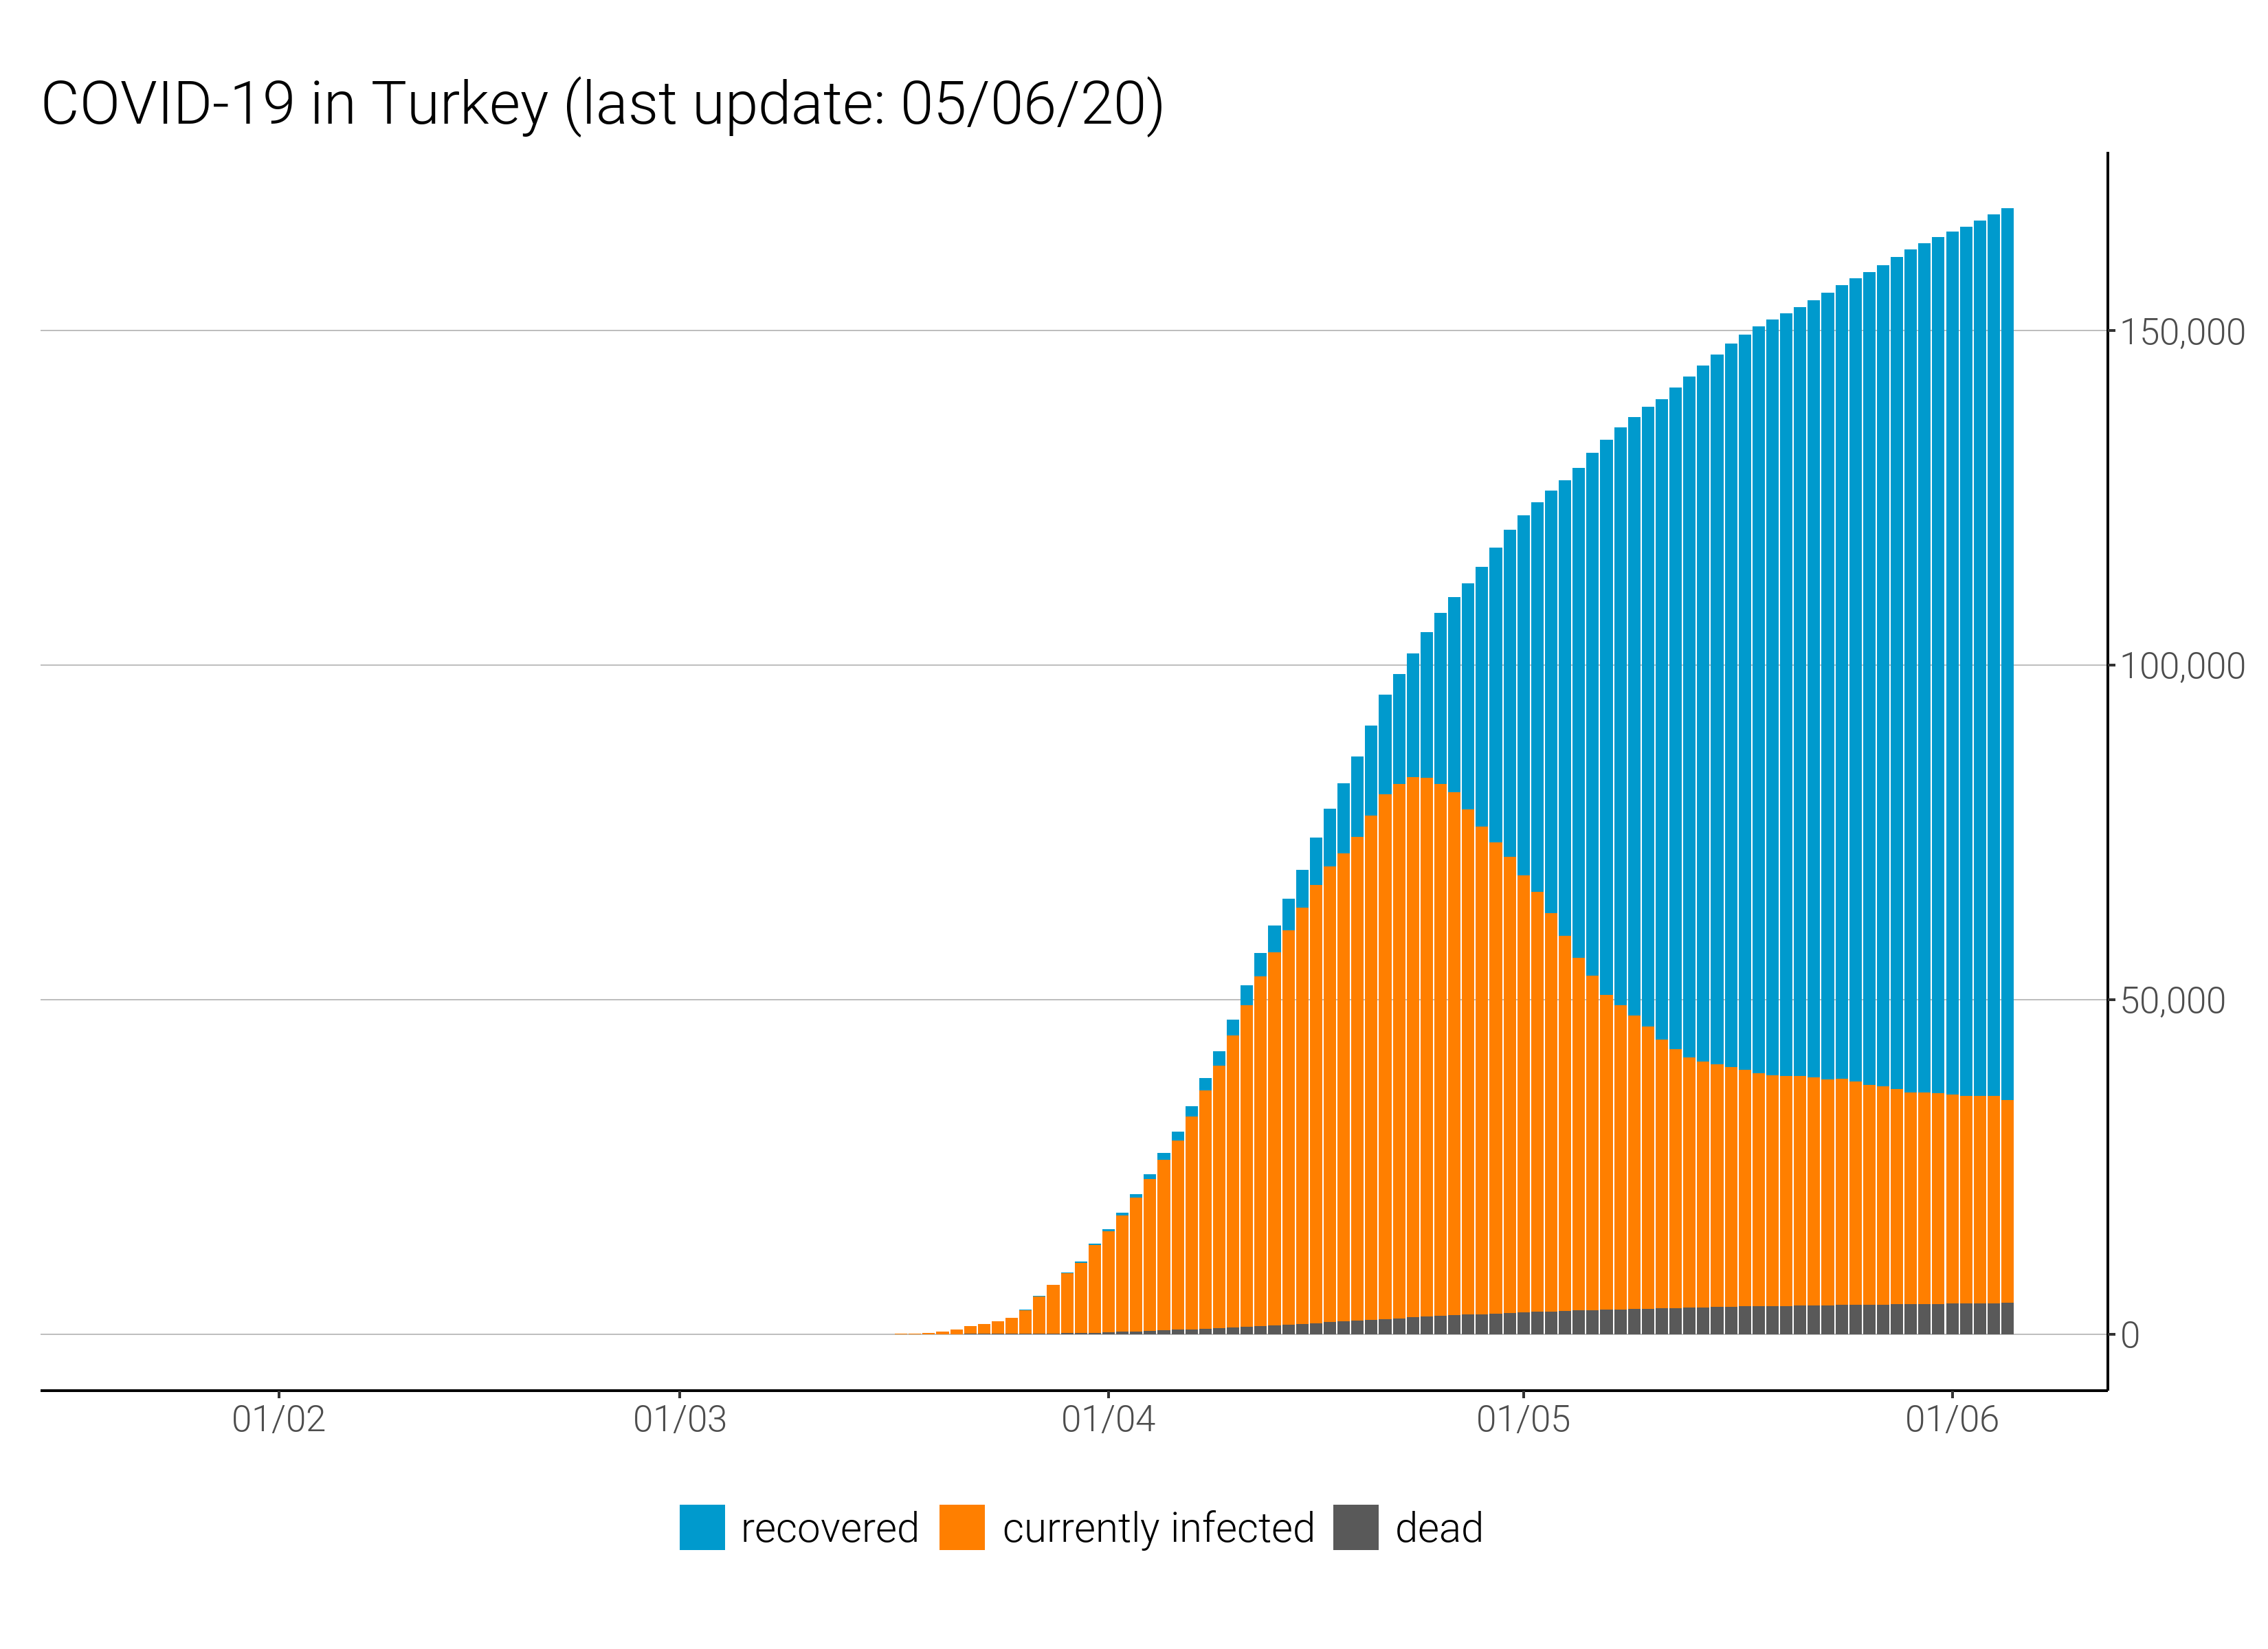 COVID-19 in Turkey (last update: 05/06/20)
150,000
100,000
50,000
0
01/02 01/03 01/04 01/05 01/06
recovered currently infected dead